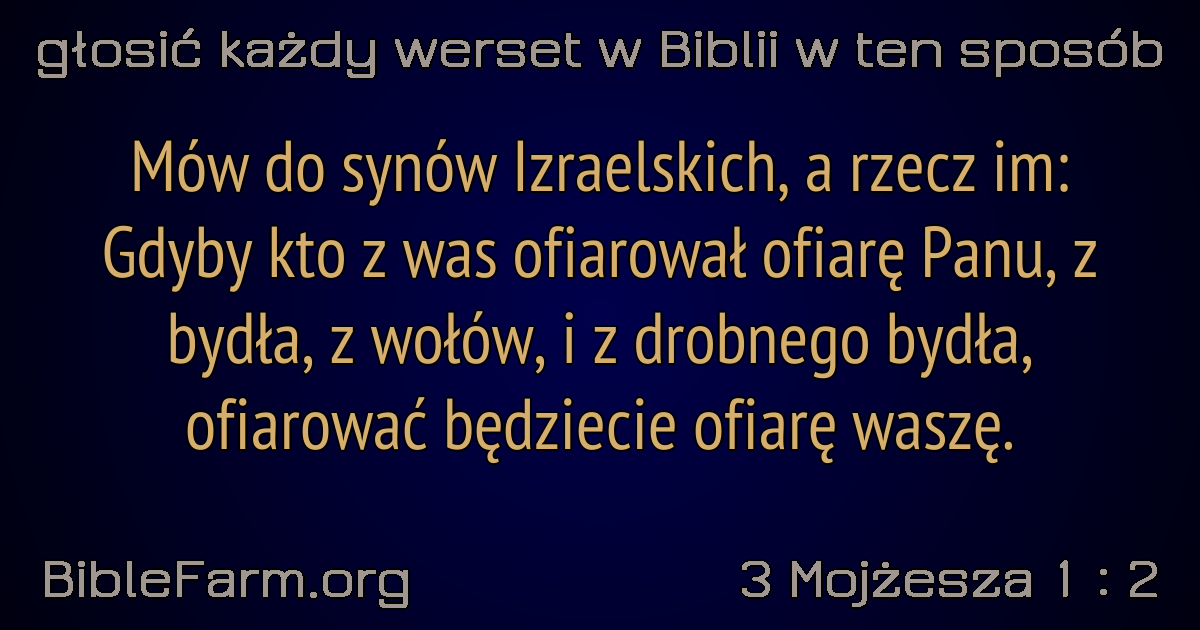 głosić każdy werset w Biblii w ten sposób
Mów do synów Izraelskich, a rzecz im:
Gdyby kto z was ofiarował ofiarę Panu, z
bydła, z wołów, i z drobnego bydła,
ofiarować będziecie ofiarę waszę.
BibleFarm.org
3 Mojżesza 1 : 2